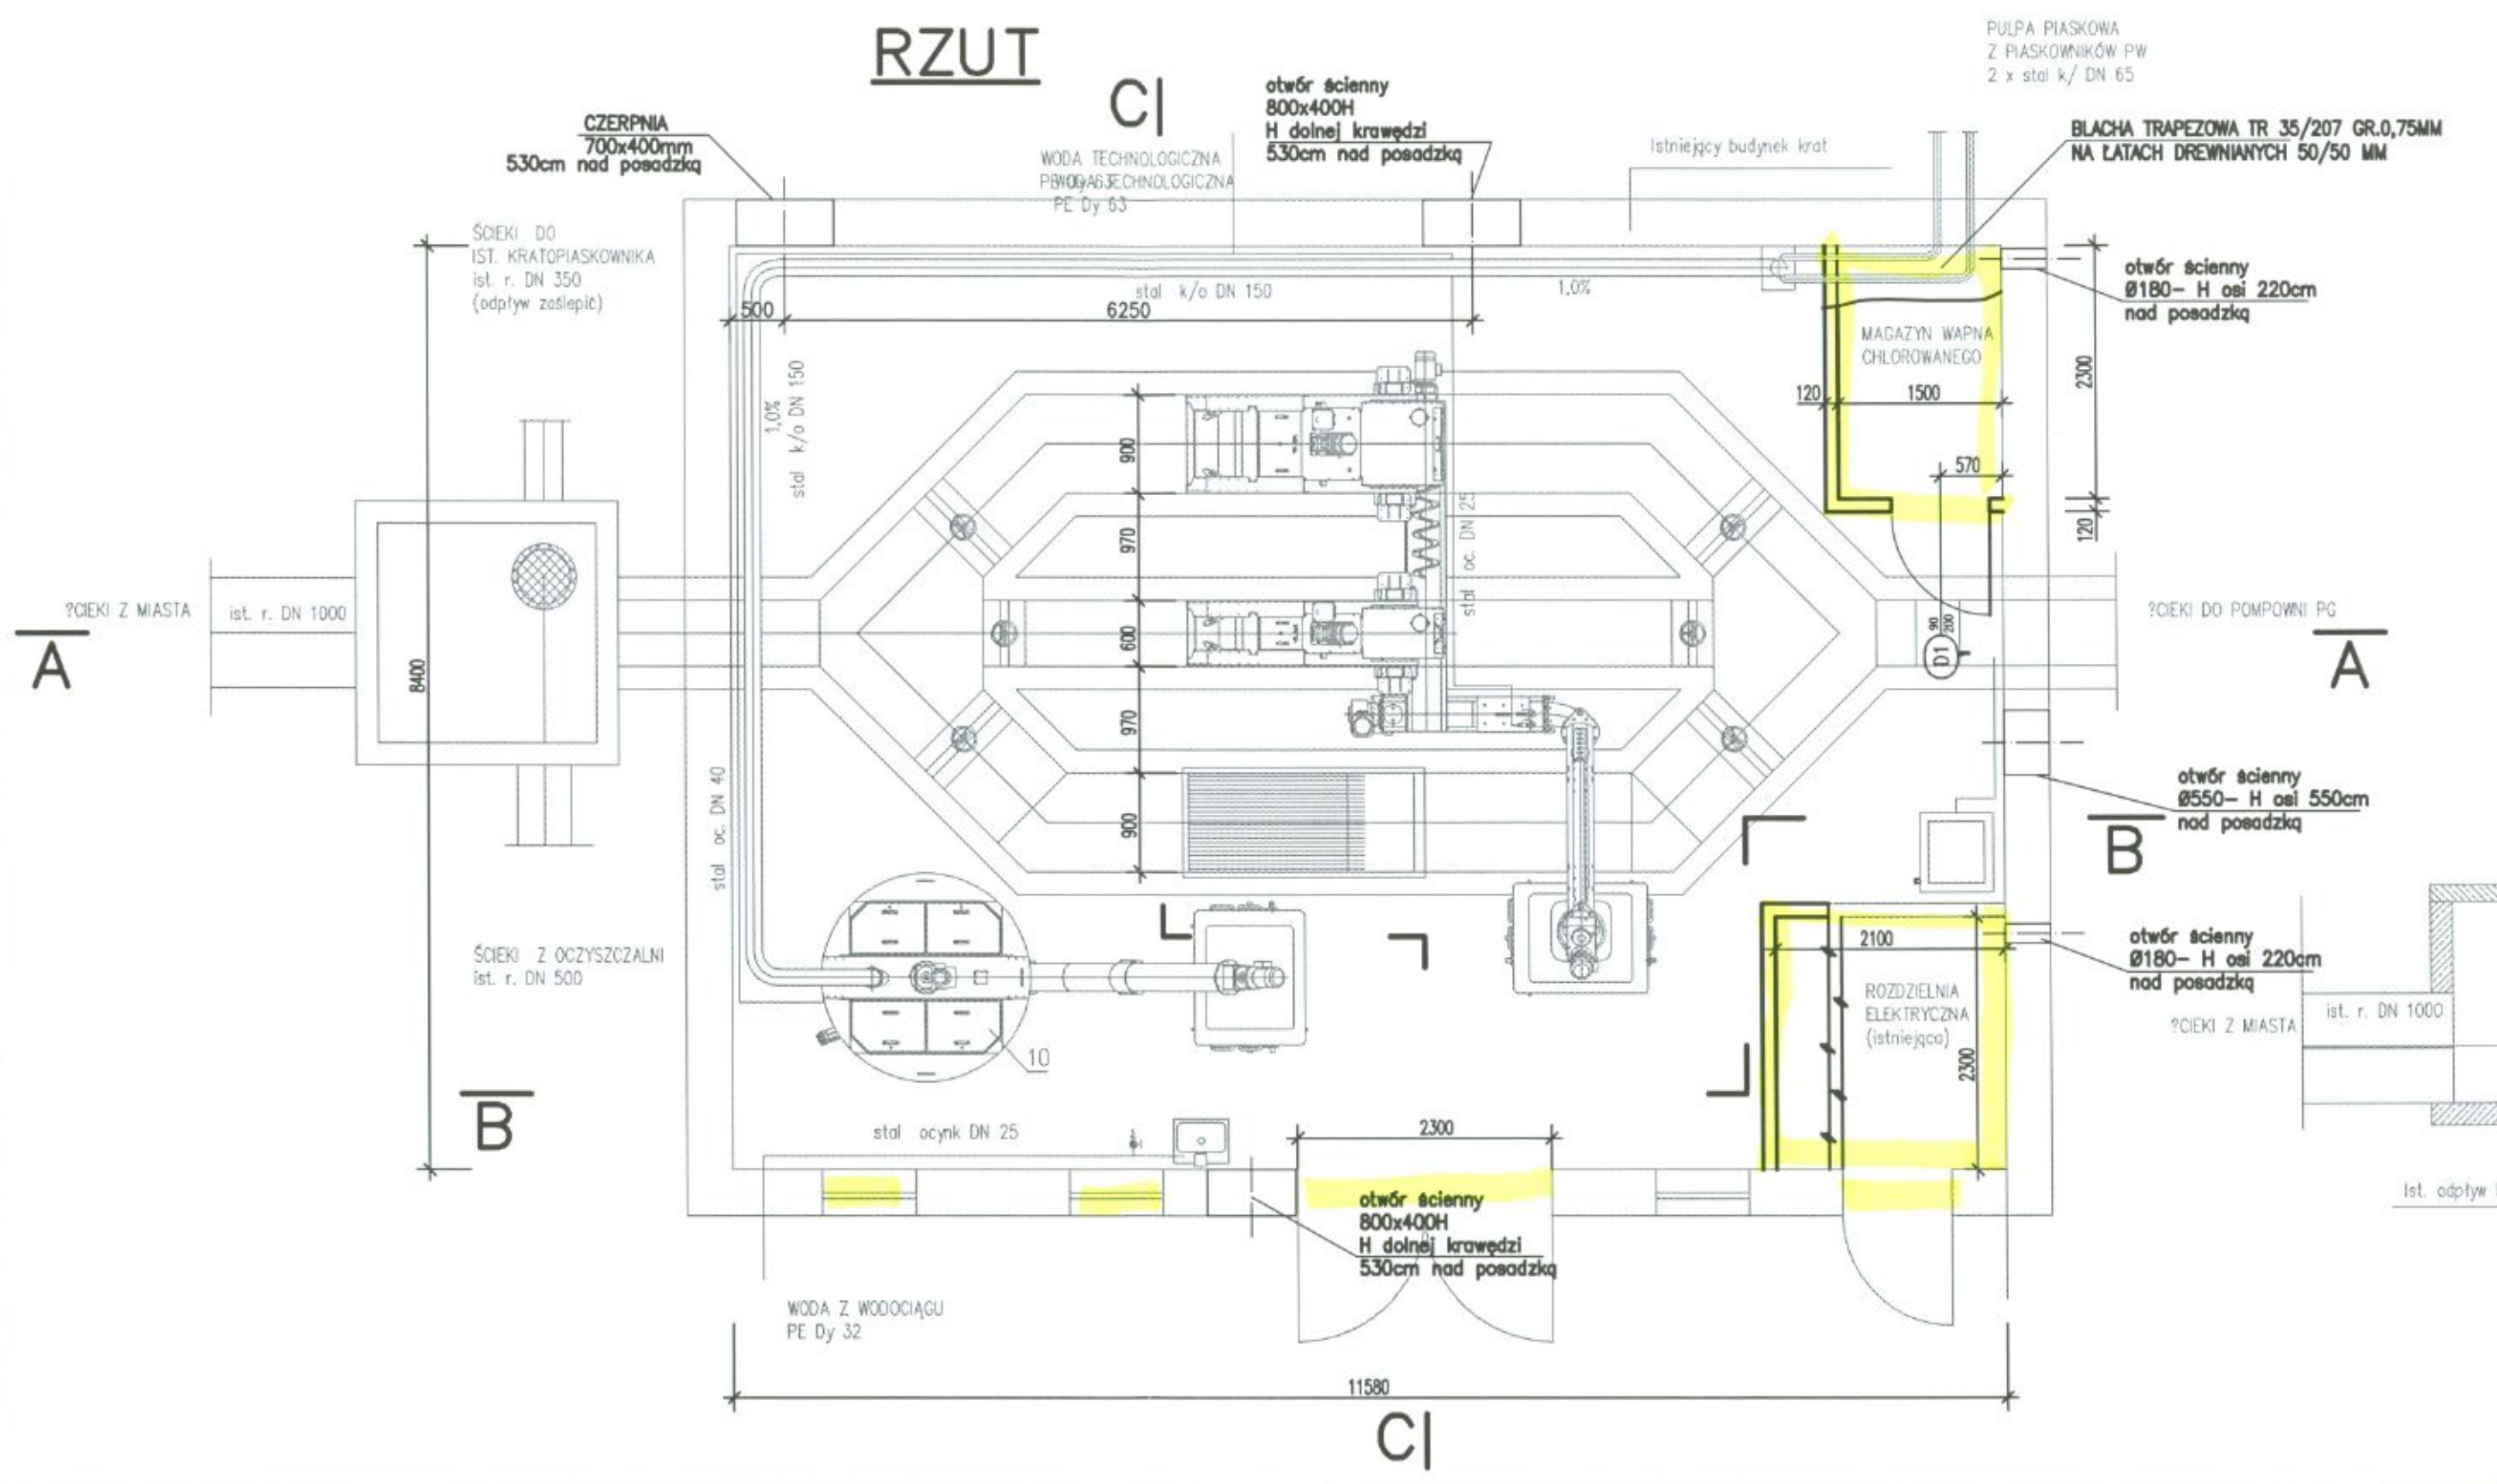 RZUT
C|
PULPA PIASKOWA
Z PIASKOWNIKÓW PW
2 x stal k/ DN 65
CZERPNIA
700x400mm
530cm nad posadzką
otwór ścienny
800x400H
H dolnej krawędzi
530cm nad posadzką
WODA TECHNOLOGICZNA
PE Dy 63
Istniejący budynek krat
BLACHA TRAPEZOWA TR 35/207 GR.0,75MM
NA ŁATACH DREWNIANYCH 50/50 MM
ŚCIEKI DO
IST. KRATOPIASKOWNIKA
ist. r. DN 350
(odpływ zaślepić)
stal k/o DN 150
1,0%
500
6250
otwór ścienny
Ø180- H osi 220cm
nad posadzką
MAGAZYN WAPNA
CHLOROWANEGO
120
1500
2300
570
120
1,0%
stal k/o DN 150
900
970
600
970
900
stal oc. DN 25
?CIEKI Z MIASTA
ist. r. DN 1000
A
8400
90
200
D1
?CIEKI DO POMPOWNI PG
A
stal oc. DN 40
otwór ścienny
Ø550- H osi 550cm
nad posadzką
B
ŚCIEKI Z OCZYSZCZALNI
ist. r. DN 500
10
2100
ROZDZIELNIA
ELEKTRYCZNA
(istniejąca)
2300
otwór ścienny
Ø180- H osi 220cm
nad posadzką
?CIEKI Z MIASTA
ist. r. DN 1000
B
stal ocynk DN 25
2300
otwór ścienny
800x400H
H dolnej krawędzi
530cm nad posadzką
Ist. odpływ
WODA Z WODOCIĄGU
PE Dy 32
11580
C|